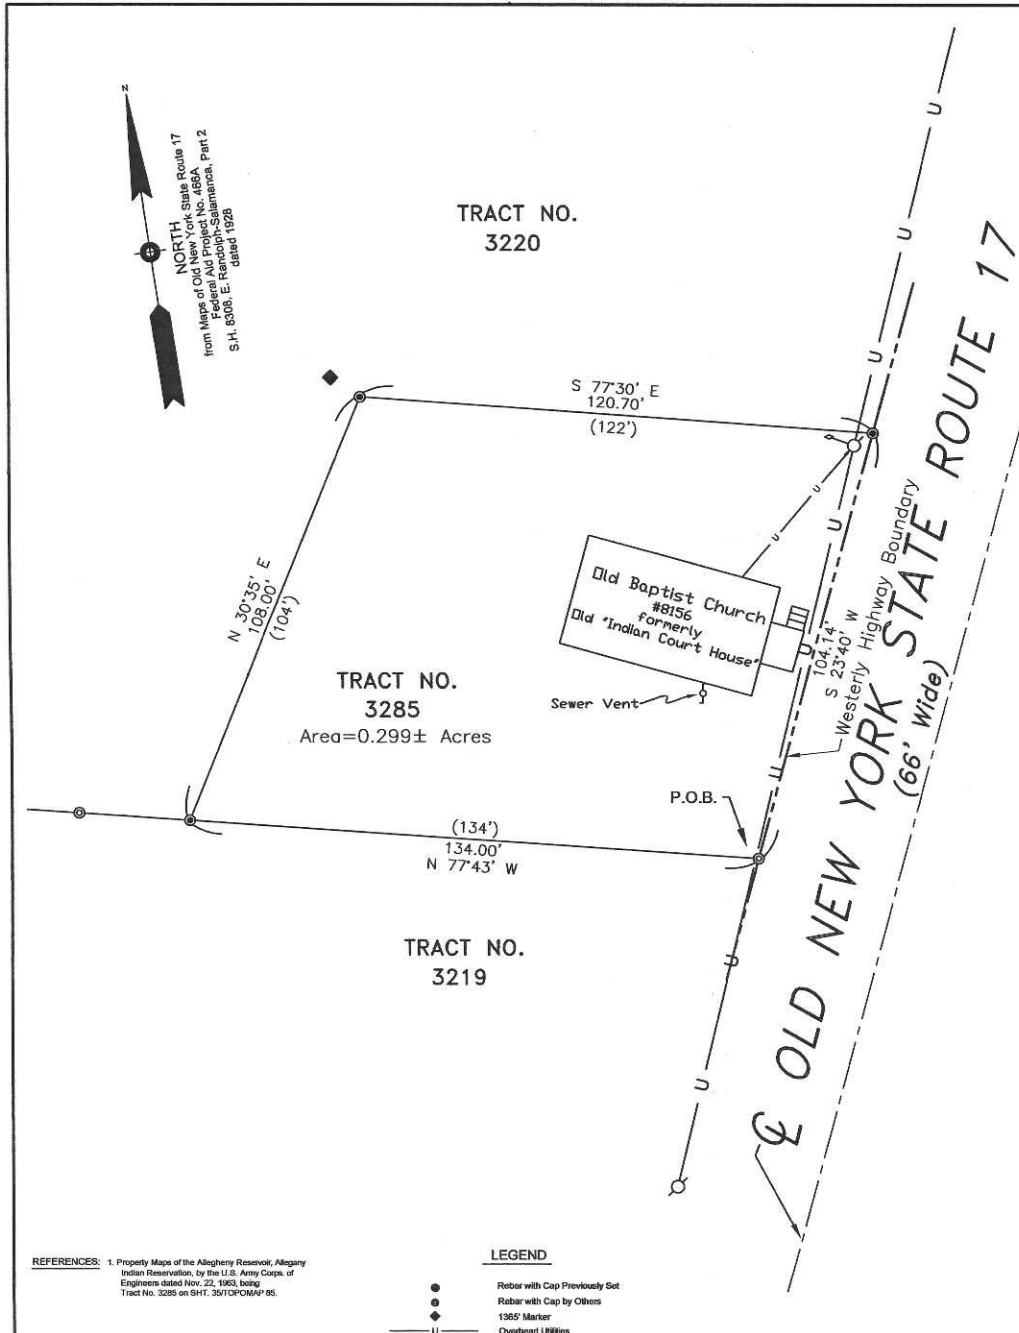 N
NORTH
from Maps of Old New York State Route 17
Federal Aid Project No. 466A
S.H. 8308, E. Randolph-Salamanca, Part 2
dated 1928
TRACT NO.
3220
S 77°30' E
120.70'
(122')
N 30°35' E
108.00'
(104')
Old Baptist Church
#8156
formerly
Old "Indian Court House"
Sewer Vent
TRACT NO.
3285
Area=0.299± Acres
104.14'
S 23°40' W
Westerly Highway Boundary
P.O.B.
(134')
134.00'
N 77°43' W
TRACT NO.
3219
℄ OLD NEW YORK STATE ROUTE 17
(66' Wide)
U
U
U
U
U
U
U
U
U
U
U
REFERENCES: 1. Property Maps of the Allegheny Reservoir, Allegany
Indian Reservation, by the U.S. Army Corps. of
Engineers dated Nov. 22, 1963, being
Tract No. 3285 on SHT. 35/TOPOMAP 85.
LEGEND
Rebar with Cap Previously Set
Rebar with Cap by Others
1365' Marker
U Overhead Utilities